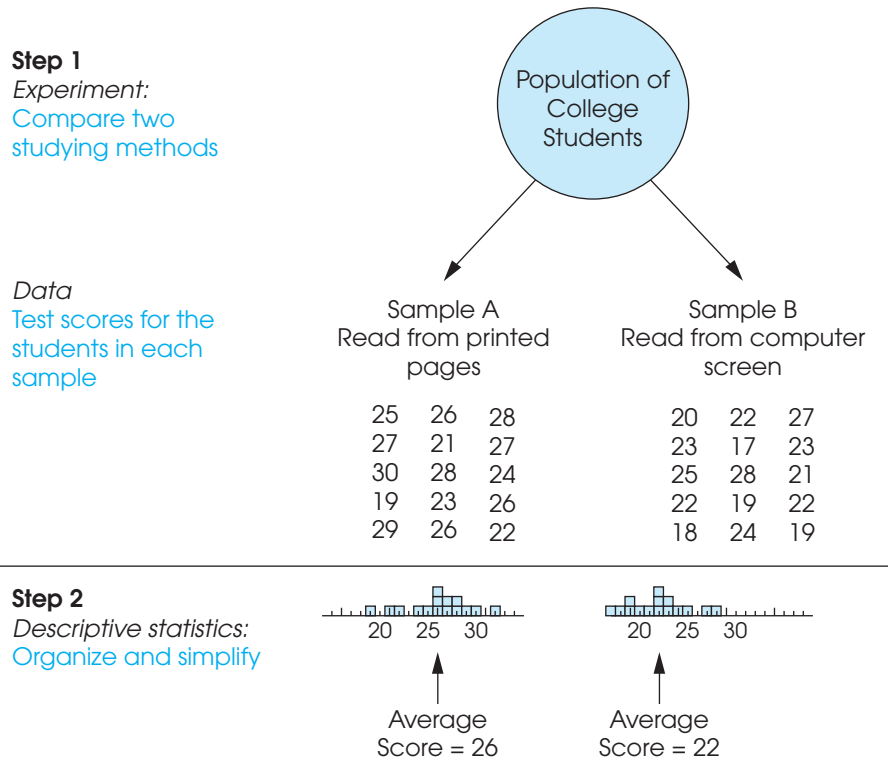 Step 1
Experiment:
Compare two
studying methods
Population of
College
Students
Data
Test scores for the
students in each
sample
Sample A
Read from printed
pages
25 26 28
27 21 27
30 28 24
19 23 26
29 26 22
Sample B
Read from computer
screen
20 22 27
23 17 23
25 28 21
22 19 22
18 24 19
Step 2
Descriptive statistics:
Organize and simplify
20 25 30
Average
Score = 26
20 25 30
Average
Score = 22